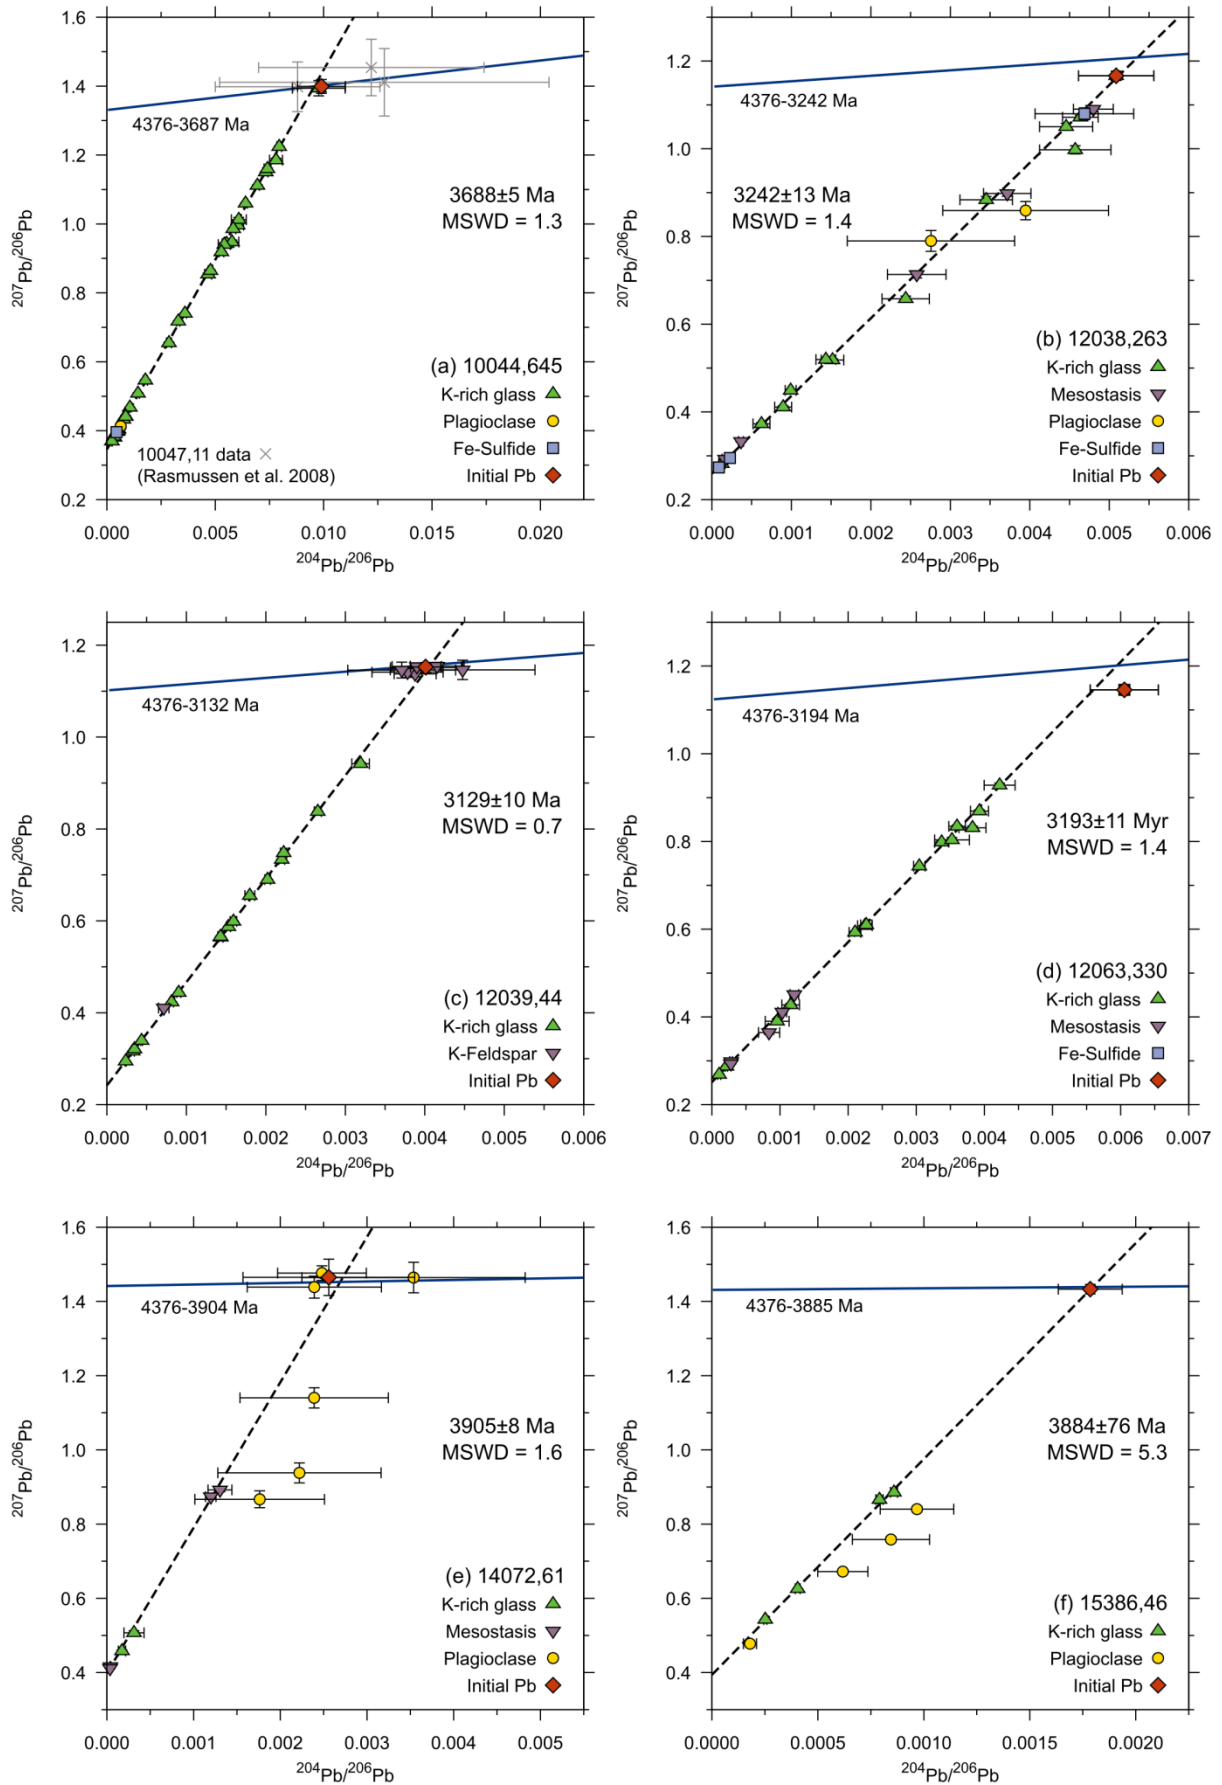 1.6
1.4
1.2
1.0
0.8
0.6
0.4
0.2
207Pb/206Pb
4376-3687 Ma
3688±5 Ma
MSWD = 1.3
(a) 10044,645
K-rich glass
Plagioclase
Fe-Sulfide
Initial Pb
10047,11 data
(Rasmussen et al. 2008)
0.000 0.005 0.010 0.015 0.020
204Pb/206Pb
1.2
1.0
0.8
0.6
0.4
0.2
207Pb/206Pb
4376-3242 Ma
3242±13 Ma
MSWD = 1.4
(b) 12038,263
K-rich glass
Mesostasis
Plagioclase
Fe-Sulfide
Initial Pb
0.000 0.001 0.002 0.003 0.004 0.005 0.006
204Pb/206Pb
1.2
1.0
0.8
0.6
0.4
0.2
207Pb/206Pb
4376-3132 Ma
3129±10 Ma
MSWD = 0.7
(c) 12039,44
K-rich glass
K-Feldspar
Initial Pb
0.000 0.001 0.002 0.003 0.004 0.005 0.006
204Pb/206Pb
1.2
1.0
0.8
0.6
0.4
0.2
207Pb/206Pb
4376-3194 Ma
3193±11 Myr
MSWD = 1.4
(d) 12063,330
K-rich glass
Mesostasis
Fe-Sulfide
Initial Pb
0.000 0.001 0.002 0.003 0.004 0.005 0.006 0.007
204Pb/206Pb
1.6
1.4
1.2
1.0
0.8
0.6
0.4
207Pb/206Pb
4376-3904 Ma
3905±8 Ma
MSWD = 1.6
(e) 14072,61
K-rich glass
Mesostasis
Plagioclase
Initial Pb
0.000 0.001 0.002 0.003 0.004 0.005
204Pb/206Pb
1.6
1.4
1.2
1.0
0.8
0.6
0.4
207Pb/206Pb
4376-3885 Ma
3884±76 Ma
MSWD = 5.3
(f) 15386,46
K-rich glass
Plagioclase
Initial Pb
0.0000 0.0005 0.0010 0.0015 0.0020
204Pb/206Pb